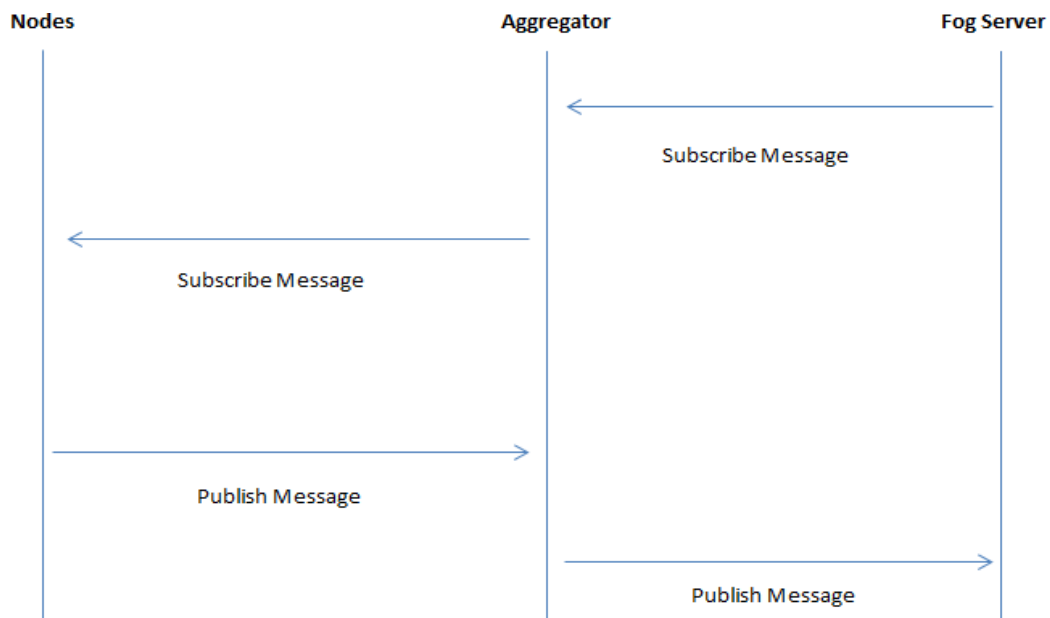 Nodes
Aggregator
Fog Server
Subscribe Message
Subscribe Message
Publish Message
Publish Message